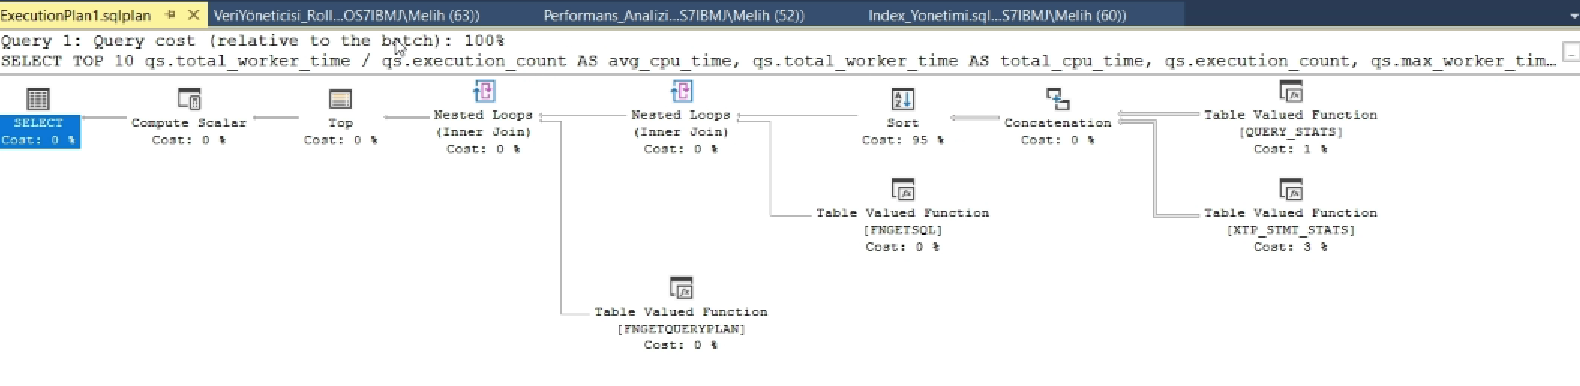 ExecutionPlan1.sqlplan
VeriYöneticisi_Roll...OS7IBMJ\Melih (63))
Performans_Analizi...S7IBMJ\Melih (52))
Index_Yonetimi.sql...S7IBMJ\Melih (60))
Query 1: Query cost (relative to the batch): 100%
SELECT TOP 10 qs.total_worker_time / qs.execution_count AS avg_cpu_time, qs.total_worker_time AS total_cpu_time, qs.execution_count, qs.max_worker_tim...
SELECT
Cost: 0 %
Compute Scalar
Cost: 0 %
Top
Cost: 0 %
Nested Loops
(Inner Join)
Cost: 0 %
Nested Loops
(Inner Join)
Cost: 0 %
Sort
Cost: 95 %
Concatenation
Cost: 0 %
Table Valued Function
[QUERY_STATS]
Cost: 1 %
Table Valued Function
[FNGETSQL]
Cost: 0 %
Table Valued Function
[XTP_STMT_STATS]
Cost: 3 %
Table Valued Function
[FNGETQUERYPLAN]
Cost: 0 %